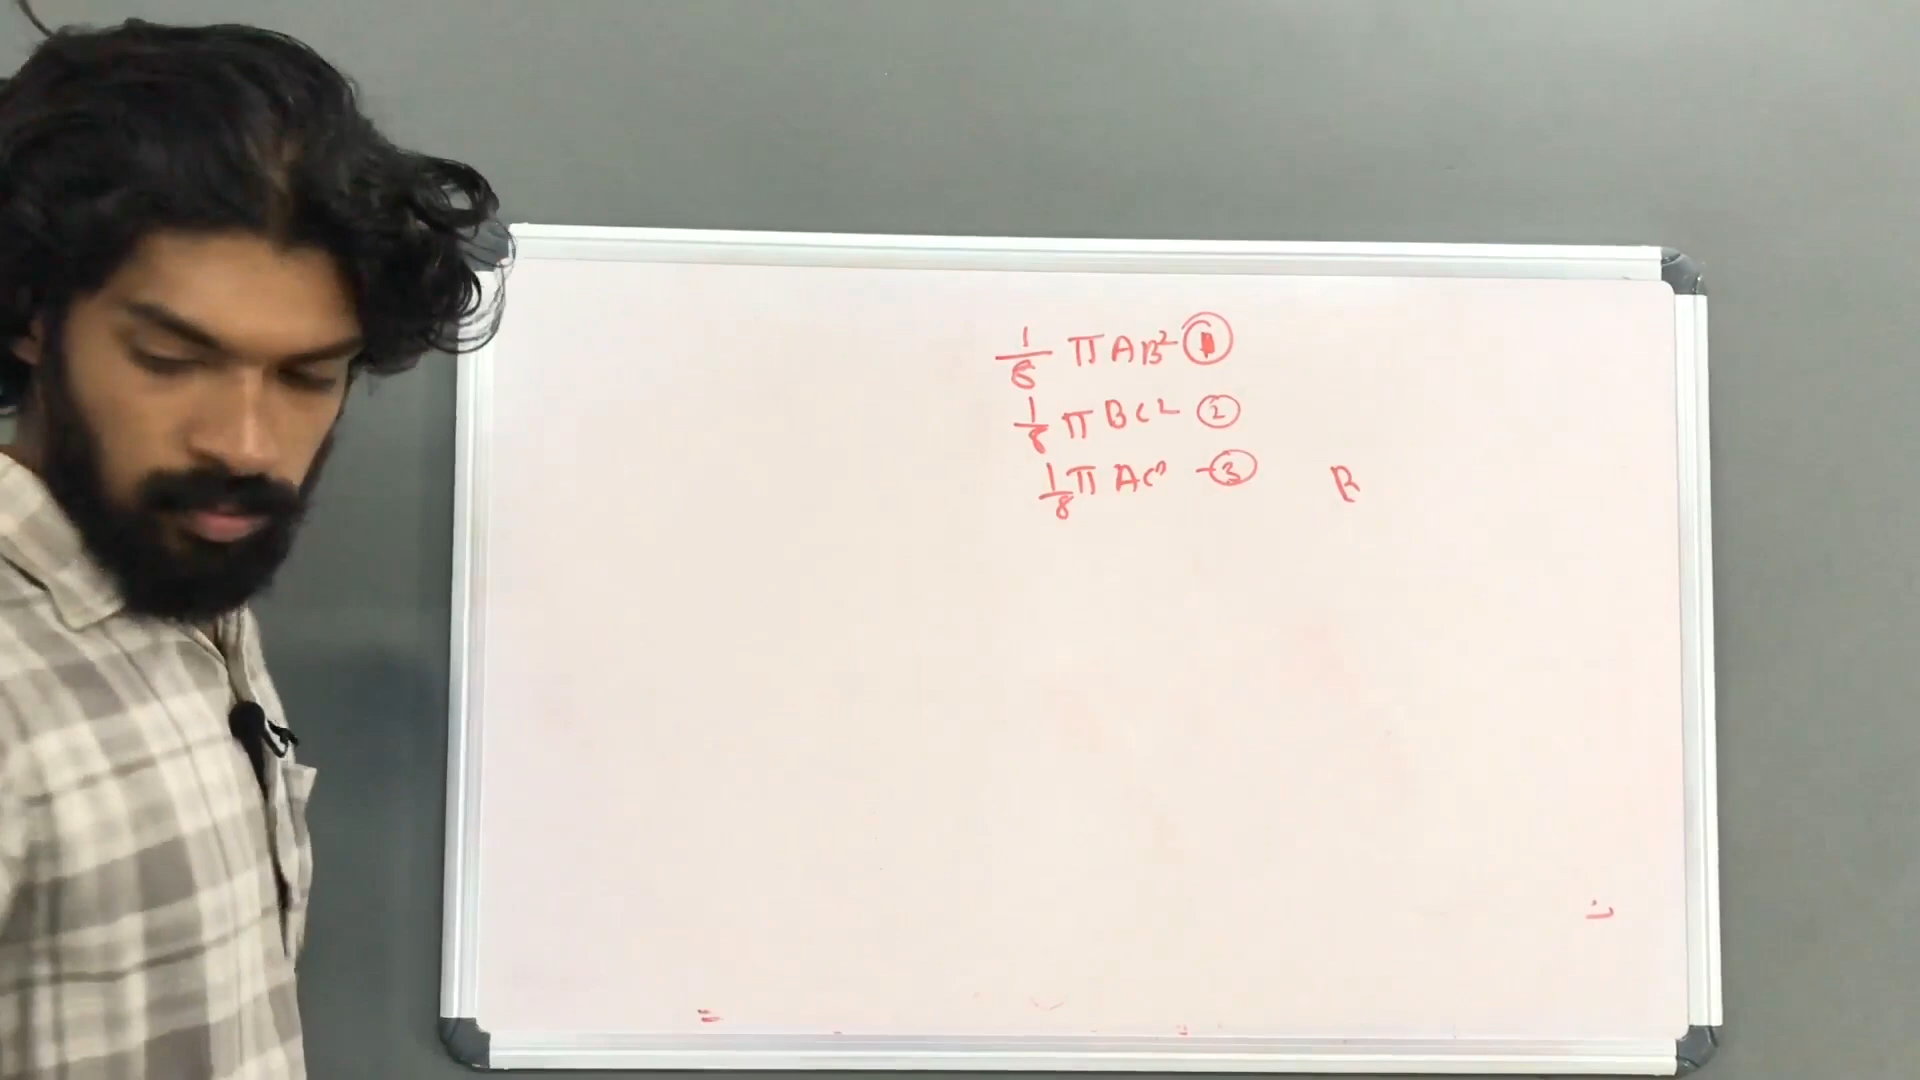 1/8 π AB² ①
1/8 π BC² ②
1/8 π AC² - ③
B